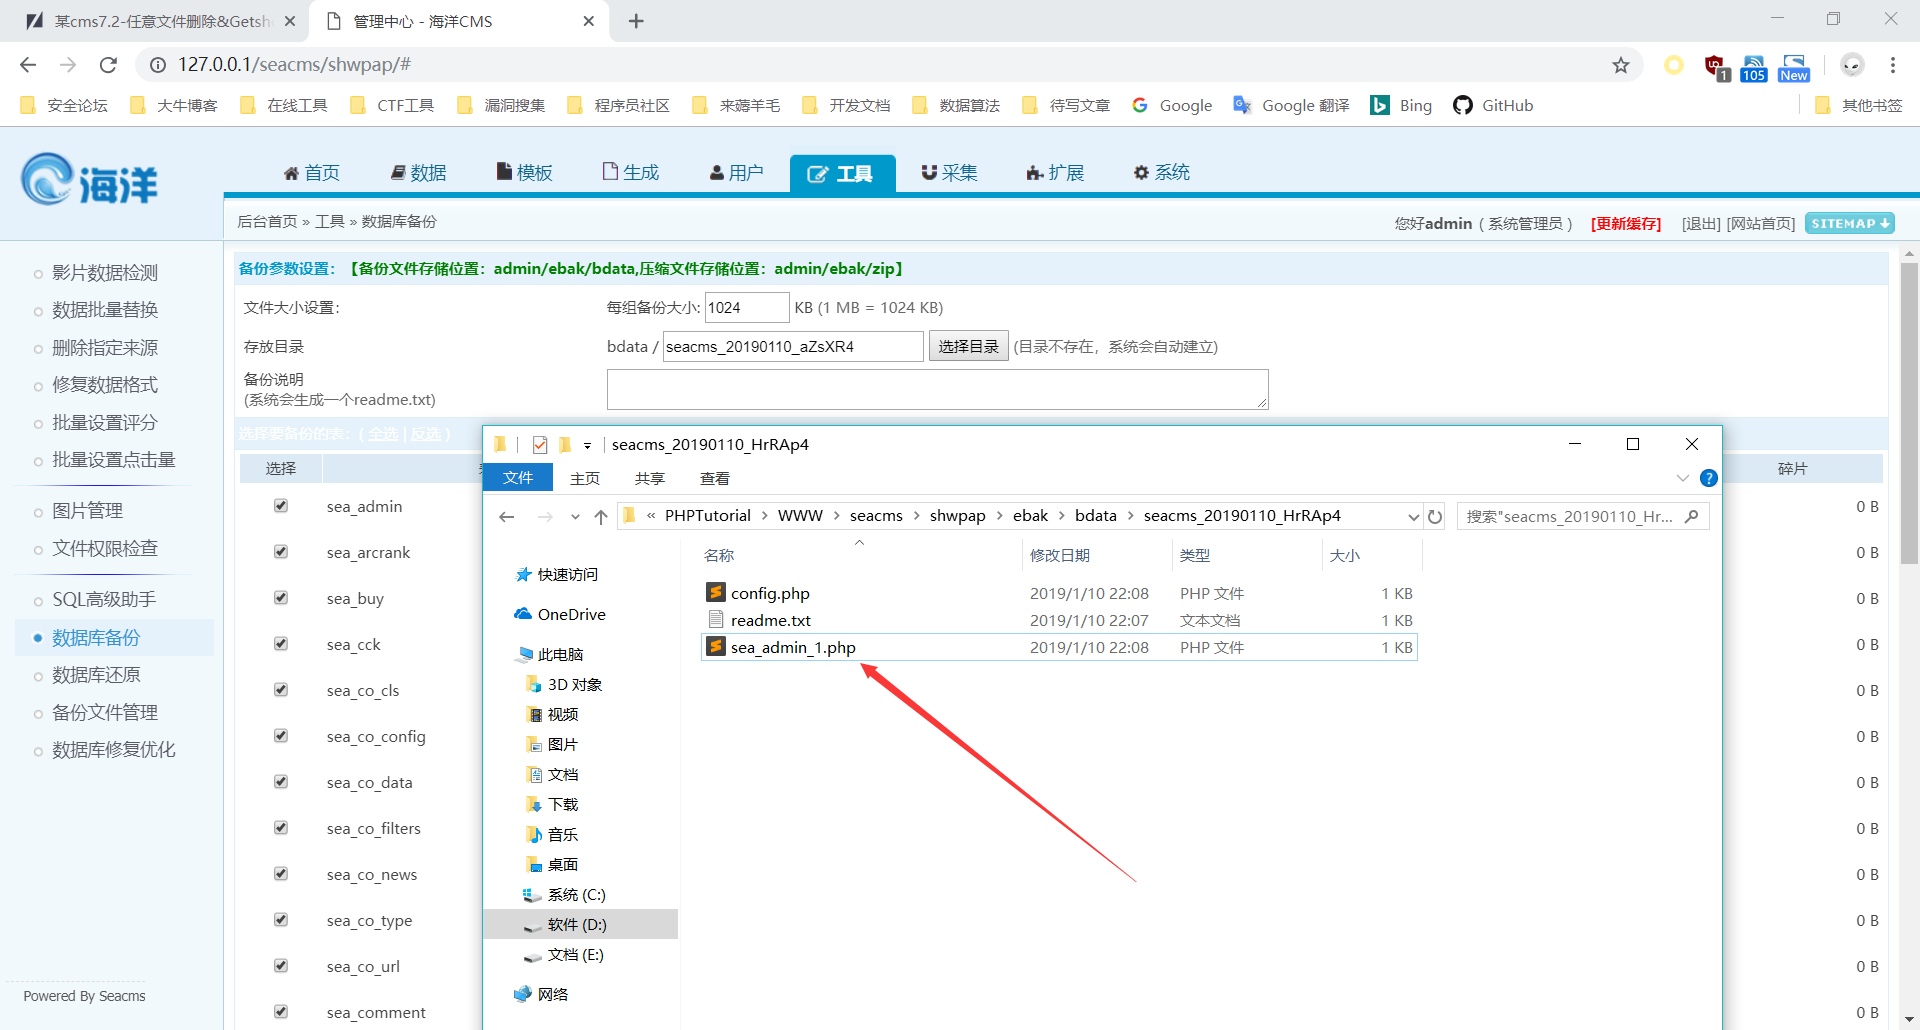 某cms7.2-任意文件删除&Getsh
管理中心 - 海洋CMS
127.0.0.1/seacms/shwpap/#
1
105
New
安全论坛
大牛博客
在线工具
CTF工具
漏洞搜集
程序员社区
来薅羊毛
开发文档
数据算法
待写文章
Google
Google 翻译
Bing
GitHub
其他书签
海洋
首页
数据
模板
生成
用户
工具
采集
扩展
系统
后台首页 » 工具 » 数据库备份
您好admin ( 系统管理员 ) [更新缓存] [退出] [网站首页] SITEMAP
影片数据检测
数据批量替换
删除指定来源
修复数据格式
批量设置评分
批量设置点击量
图片管理
文件权限检查
SQL高级助手
数据库备份
数据库还原
备份文件管理
数据库修复优化
Powered By Seacms
备份参数设置: 【备份文件存储位置: admin/ebak/bdata,压缩文件存储位置: admin/ebak/zip】
文件大小设置:
每组备份大小: 1024 KB (1 MB = 1024 KB)
存放目录
bdata / seacms_20190110_aZsXR4 选择目录 (目录不存在, 系统会自动建立)
备份说明
(系统会生成一个readme.txt)
选择要备份的表: ( 全选 | 反选 )
选择
碎片
sea_admin
0 B
sea_arcrank
0 B
sea_buy
0 B
sea_cck
0 B
sea_co_cls
0 B
sea_co_config
0 B
sea_co_data
0 B
sea_co_filters
0 B
sea_co_news
0 B
sea_co_type
0 B
sea_co_url
0 B
sea_comment
0 B
seacms_20190110_HrRAp4
文件
主页
共享
查看
« PHPTutorial > WWW > seacms > shwpap > ebak > bdata > seacms_20190110_HrRAp4
搜索"seacms_20190110_Hr...
快速访问
OneDrive
此电脑
3D 对象
视频
图片
文档
下载
音乐
桌面
系统 (C:)
软件 (D:)
文档 (E:)
网络
名称
修改日期
类型
大小
config.php 2019/1/10 22:08 PHP 文件 1 KB
readme.txt 2019/1/10 22:07 文本文档 1 KB
sea_admin_1.php 2019/1/10 22:08 PHP 文件 1 KB